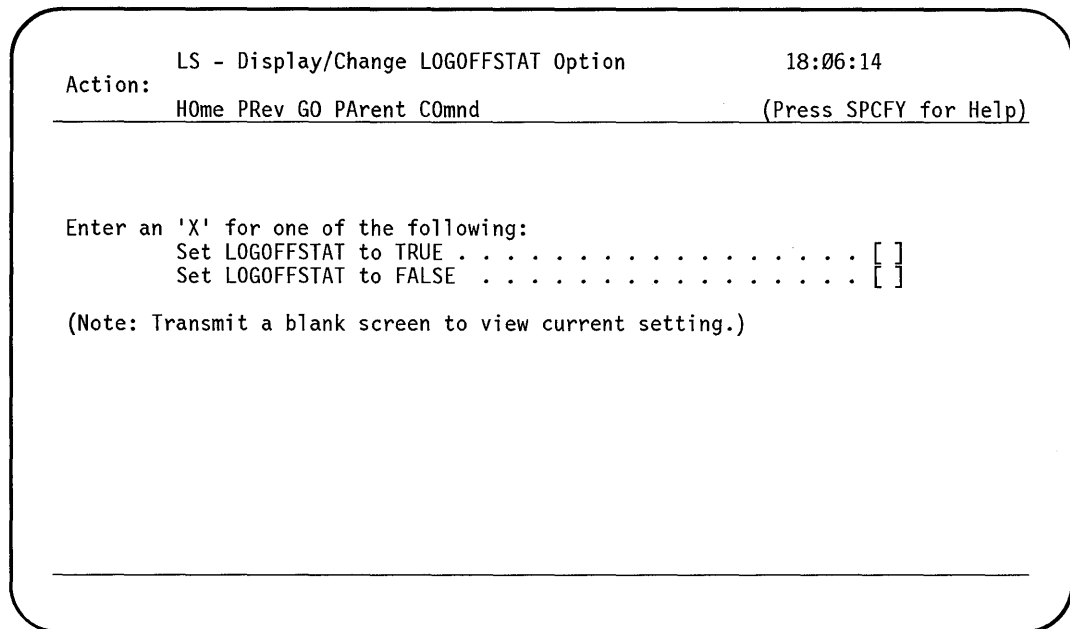 LS - Display/Change LOGOFFSTAT Option 18:Ø6:14
Action:
HOme PRev GO PArent COmnd (Press SPCFY for Help)
Enter an 'X' for one of the following:
Set LOGOFFSTAT to TRUE . . . . . . . . . . . . . . . . . [ ]
Set LOGOFFSTAT to FALSE . . . . . . . . . . . . . . . . [ ]
(Note: Transmit a blank screen to view current setting.)